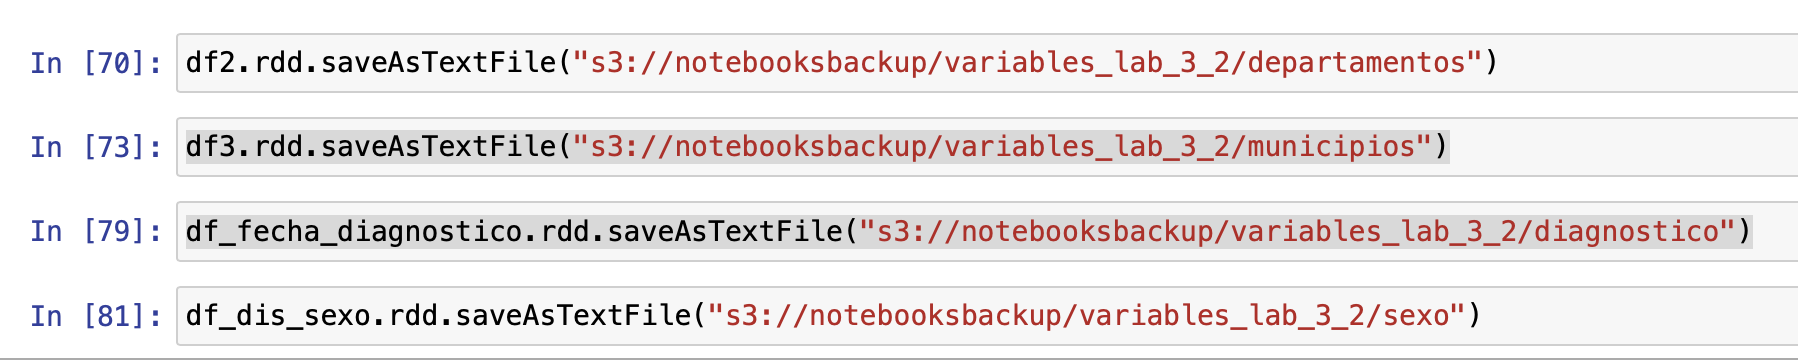 In [70]: df2.rdd.saveAsTextFile("s3://notebooksbackup/variables_lab_3_2/departamentos")
In [73]: df3.rdd.saveAsTextFile("s3://notebooksbackup/variables_lab_3_2/municipios")
In [79]: df_fecha_diagnostico.rdd.saveAsTextFile("s3://notebooksbackup/variables_lab_3_2/diagnostico")
In [81]: df_dis_sexo.rdd.saveAsTextFile("s3://notebooksbackup/variables_lab_3_2/sexo")